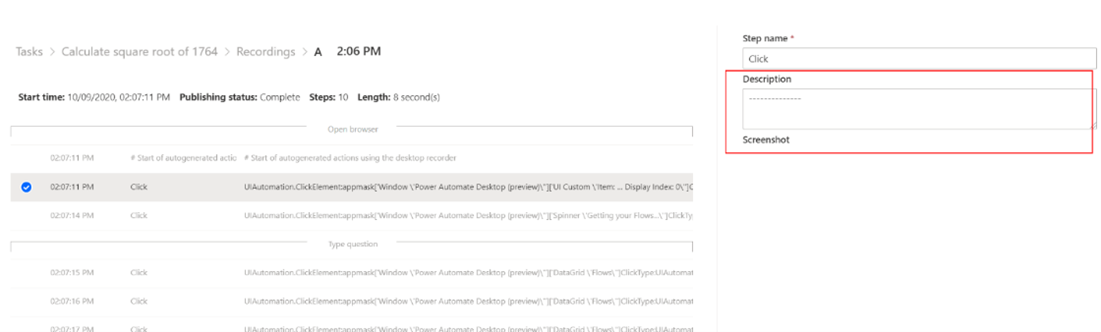 Tasks > Calculate square root of 1764 > Recordings > A 2:06 PM
Start time: 10/09/2020, 02:07:11 PM Publishing status: Complete Steps: 10 Length: 8 second(s)
Open browser
02:07:11 PM # Start of autogenerated actic # Start of autogenerated actions using the desktop recorder
02:07:11 PM Click UIAutomation.ClickElement:appmask['Window \'Power Automate Desktop (preview)\'']['UI Custom \'Item: ... Display Index: 0\'']C
02:07:14 PM Click UIAutomation.ClickElement:appmask['Window \'Power Automate Desktop (preview)\'']['Spinner \'Getting your Flows...\'']ClickTy
Type question
02:07:15 PM Click UIAutomation.ClickElement:appmask['Window \'Power Automate Desktop (preview)\'']['DataGrid \'Flows\'']ClickType:UIAutomat
02:07:16 PM Click UIAutomation.ClickElement:appmask['Window \'Power Automate Desktop (preview)\'']['DataGrid \'Flows\'']ClickType:UIAutomat
02:07:17 PM Click UIAutomation.ClickElement:appmask['Window \'Power Automate Desktop (preview)\'']['DataGrid \'Flows\'']ClickType:UIAutomat
Step name *
Click
Description
--------------
Screenshot